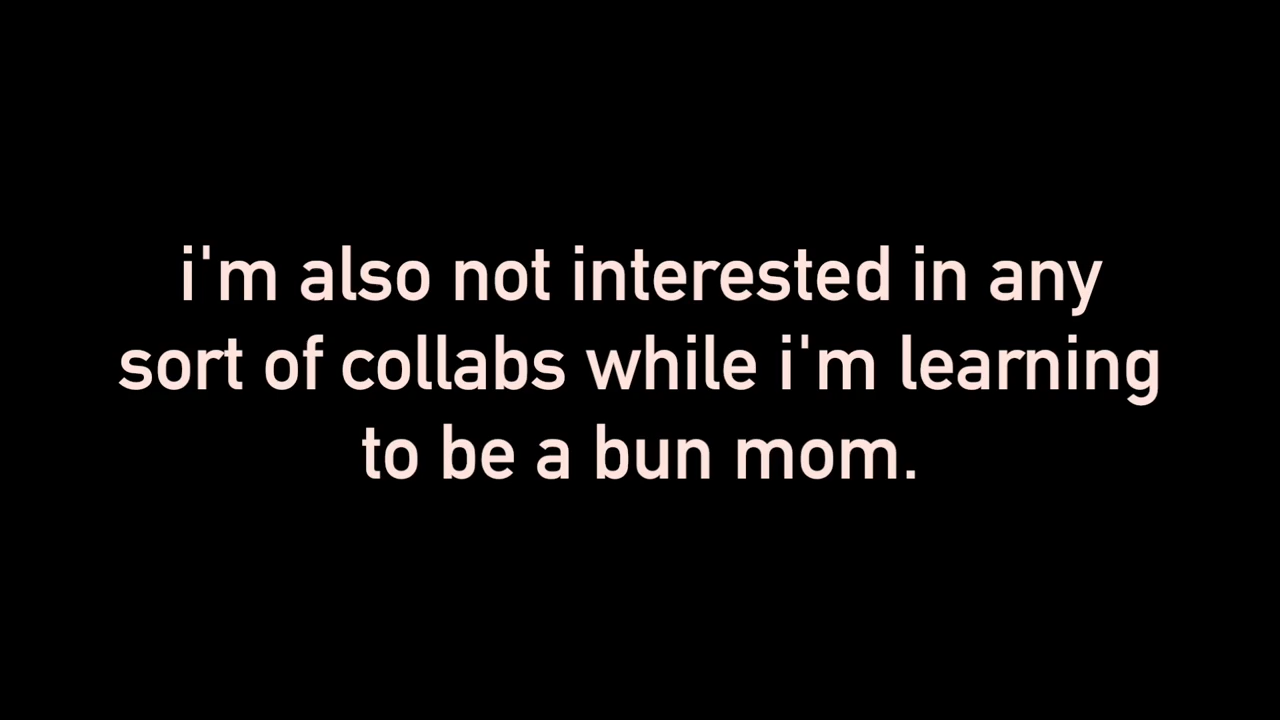 i'm also not interested in any
sort of collabs while i'm learning
to be a bun mom.